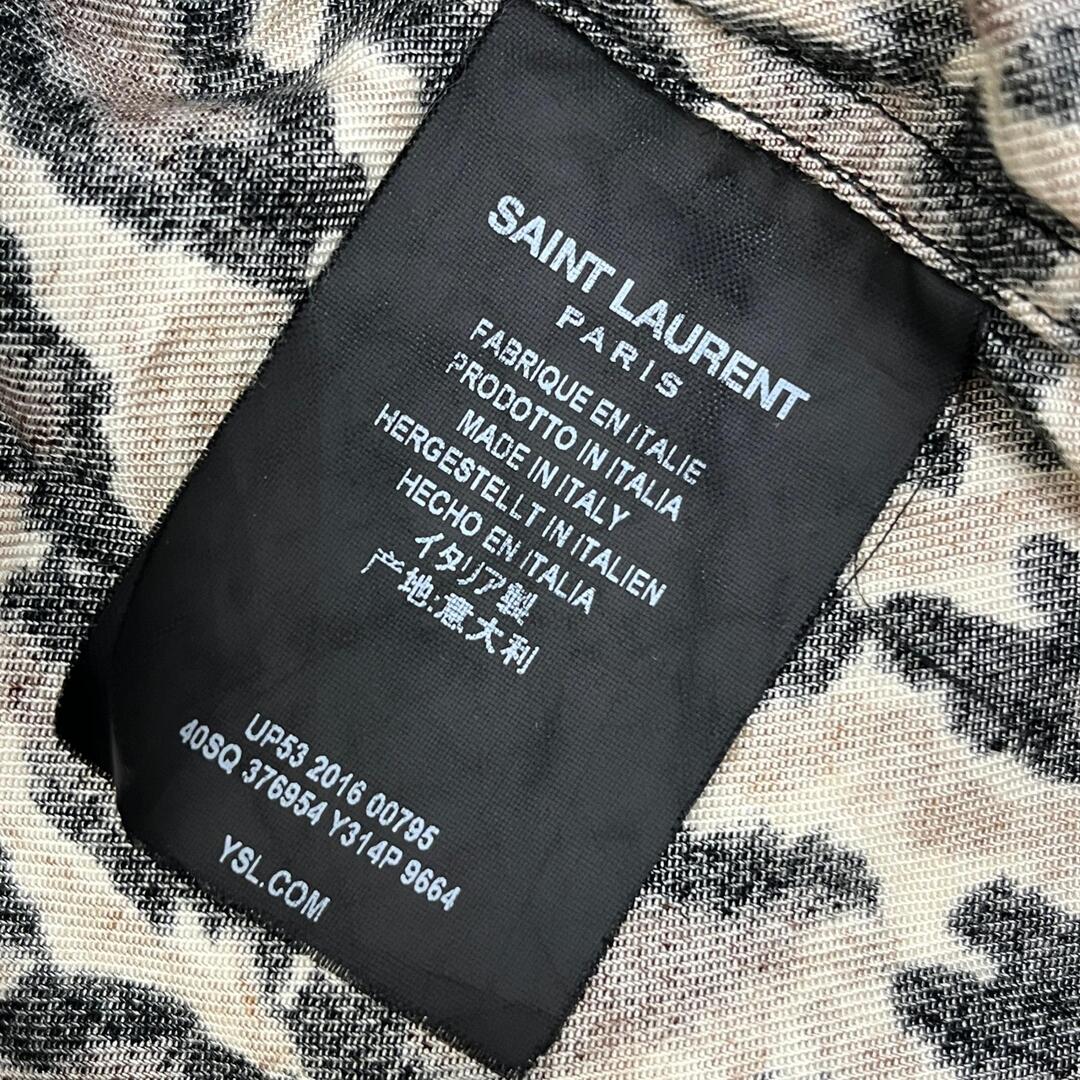 SAINT LAURENT
PARIS
FABRIQUE EN ITALIE
PRODOTTO IN ITALIA
MADE IN ITALY
HERGESTELLT IN ITALIEN
HECHO EN ITALIA
イタリア製
产地:意大利
UP53 2016 00795
40SQ 376954 Y314P 9664
YSL.COM